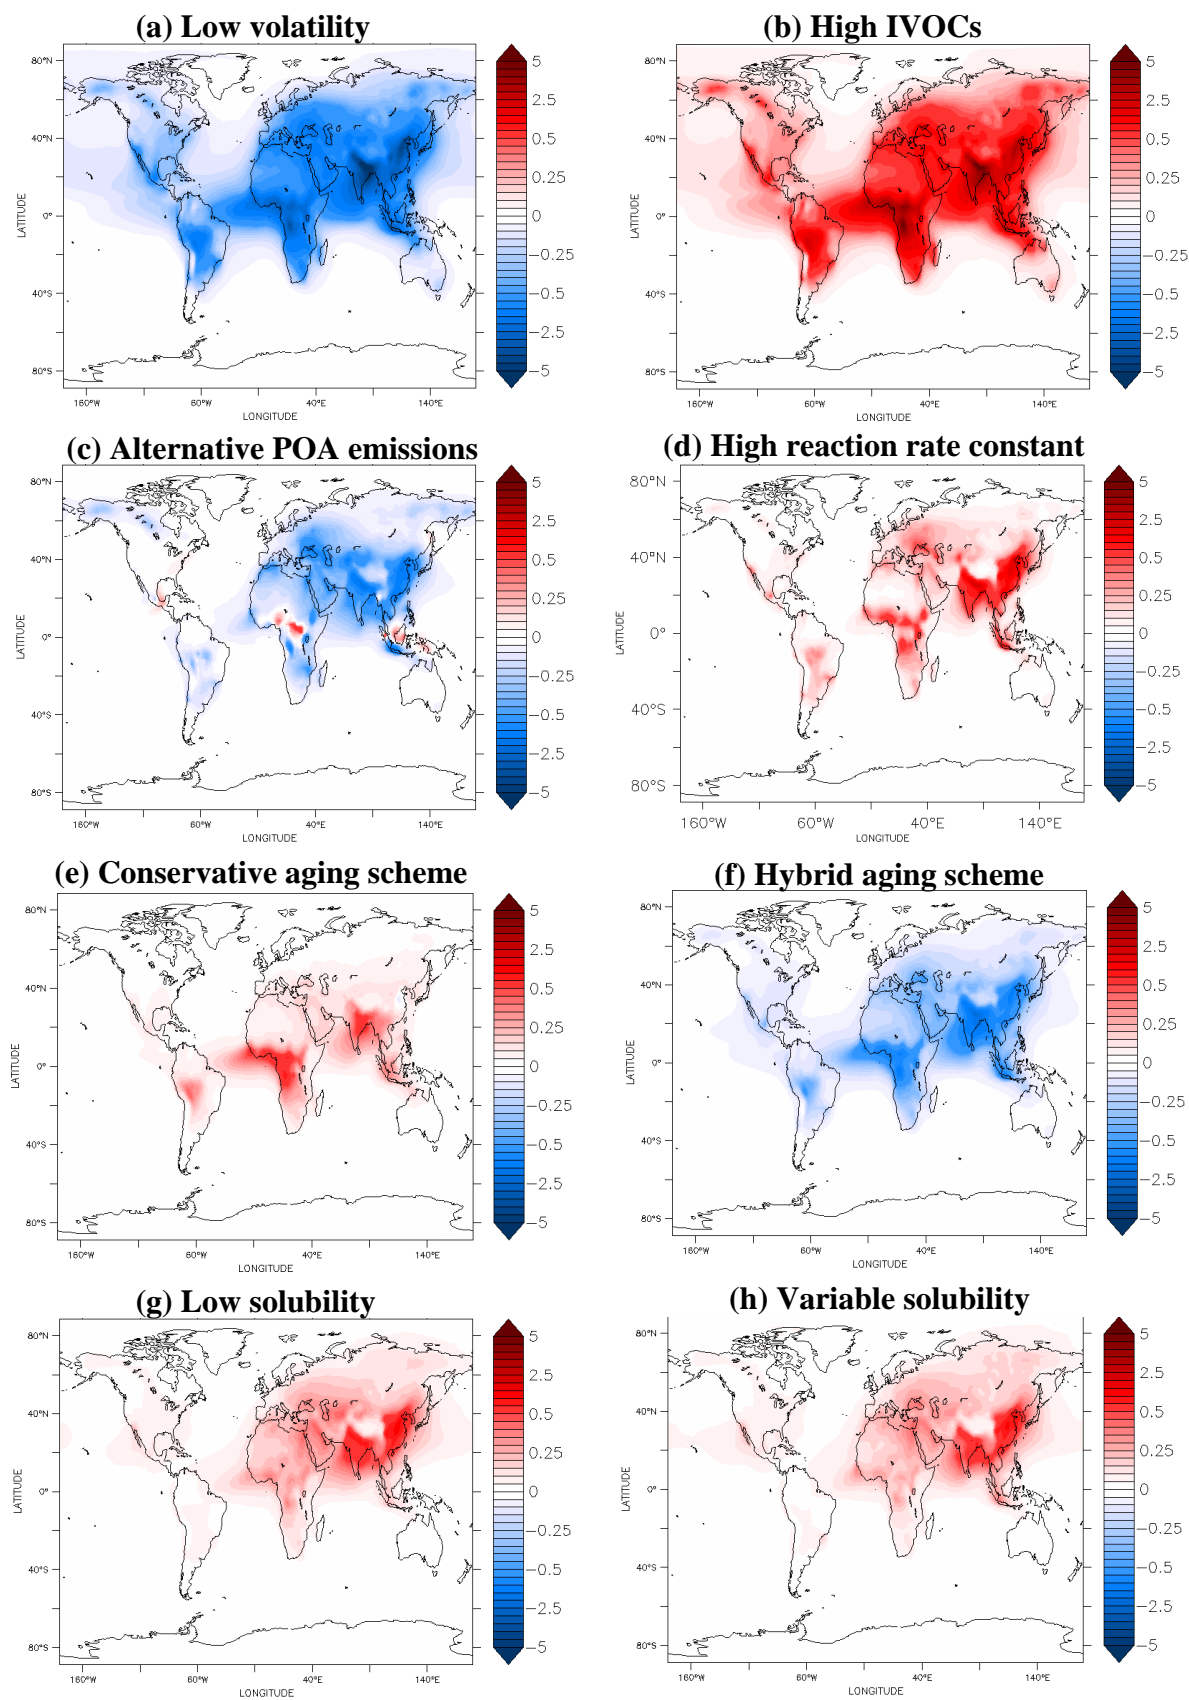 (a) Low volatility
(b) High IVOCs
80°N
40°N
0°
40°S
80°S
LATITUDE
160°W
60°W
40°E
140°E
LONGITUDE
5
2.5
0.5
0.25
0
−0.25
−0.5
−2.5
−5
80°N
40°N
0°
40°S
80°S
LATITUDE
160°W
60°W
40°E
140°E
LONGITUDE
5
2.5
0.5
0.25
0
−0.25
−0.5
−2.5
−5
(c) Alternative POA emissions
(d) High reaction rate constant
80°N
40°N
0°
40°S
80°S
LATITUDE
160°W
60°W
40°E
140°E
LONGITUDE
5
2.5
0.5
0.25
0
−0.25
−0.5
−2.5
−5
80°N
40°N
0°
40°S
80°S
LATITUDE
160°W
60°W
40°E
140°E
LONGITUDE
5
2.5
0.5
0.25
0
−0.25
−0.5
−2.5
−5
(e) Conservative aging scheme
(f) Hybrid aging scheme
80°N
40°N
0°
40°S
80°S
LATITUDE
160°W
60°W
40°E
140°E
LONGITUDE
5
2.5
0.5
0.25
0
−0.25
−0.5
−2.5
−5
80°N
40°N
0°
40°S
80°S
LATITUDE
160°W
60°W
40°E
140°E
LONGITUDE
5
2.5
0.5
0.25
0
−0.25
−0.5
−2.5
−5
(g) Low solubility
(h) Variable solubility
80°N
40°N
0°
40°S
80°S
LATITUDE
160°W
60°W
40°E
140°E
LONGITUDE
5
2.5
0.5
0.25
0
−0.25
−0.5
−2.5
−5
80°N
40°N
0°
40°S
80°S
LATITUDE
160°W
60°W
40°E
140°E
LONGITUDE
5
2.5
0.5
0.25
0
−0.25
−0.5
−2.5
−5